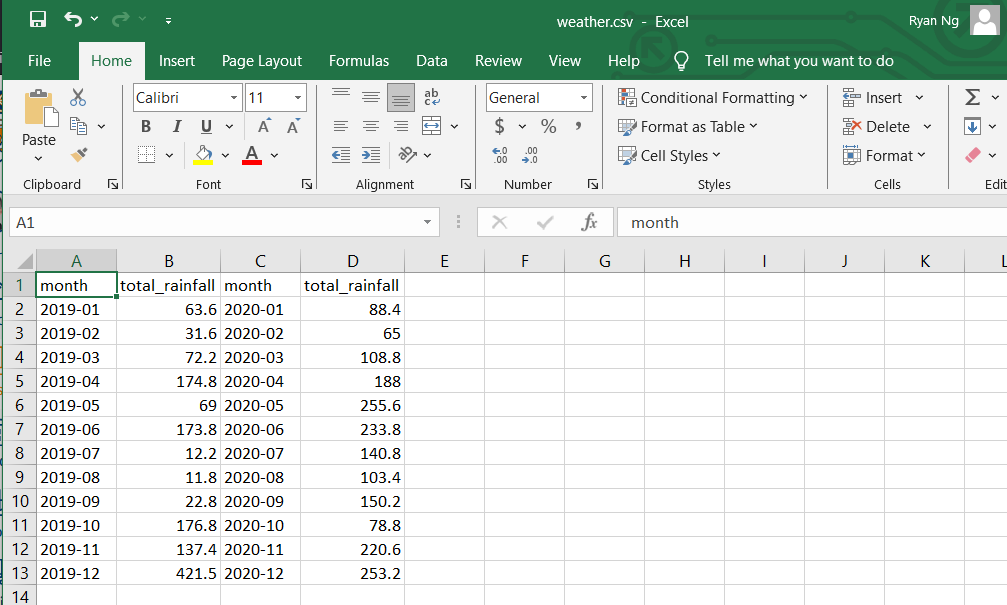 weather.csv - Excel
Ryan Ng
File Home Insert Page Layout Formulas Data Review View Help Tell me what you want to do
Calibri 11 ab General Conditional Formatting Insert
Paste B I U A A $ % , Format as Table Delete
A .00 .00 Cell Styles Format
Clipboard Font Alignment Number Styles Cells
A1 fx month
A B C D E F G H I J K L
1 month total_rainfall month total_rainfall
2 2019-01 63.6 2020-01 88.4
3 2019-02 31.6 2020-02 65
4 2019-03 72.2 2020-03 108.8
5 2019-04 174.8 2020-04 188
6 2019-05 69 2020-05 255.6
7 2019-06 173.8 2020-06 233.8
8 2019-07 12.2 2020-07 140.8
9 2019-08 11.8 2020-08 103.4
10 2019-09 22.8 2020-09 150.2
11 2019-10 176.8 2020-10 78.8
12 2019-11 137.4 2020-11 220.6
13 2019-12 421.5 2020-12 253.2
14